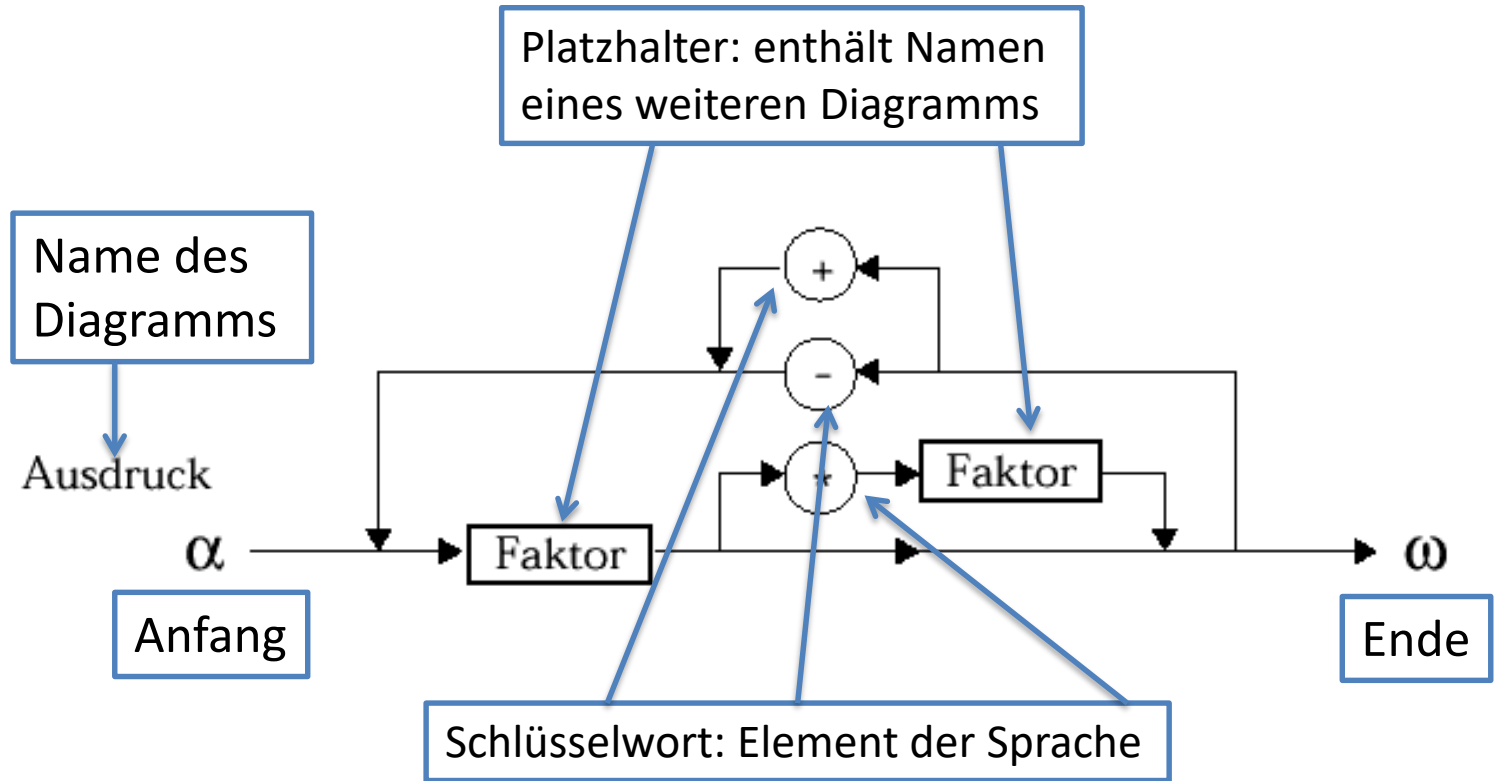 Platzhalter: enthält Namen
eines weiteren Diagramms
Name des
Diagramms
+
-
Ausdruck
*
Faktor
α
Faktor
ω
Anfang
Ende
Schlüsselwort: Element der Sprache